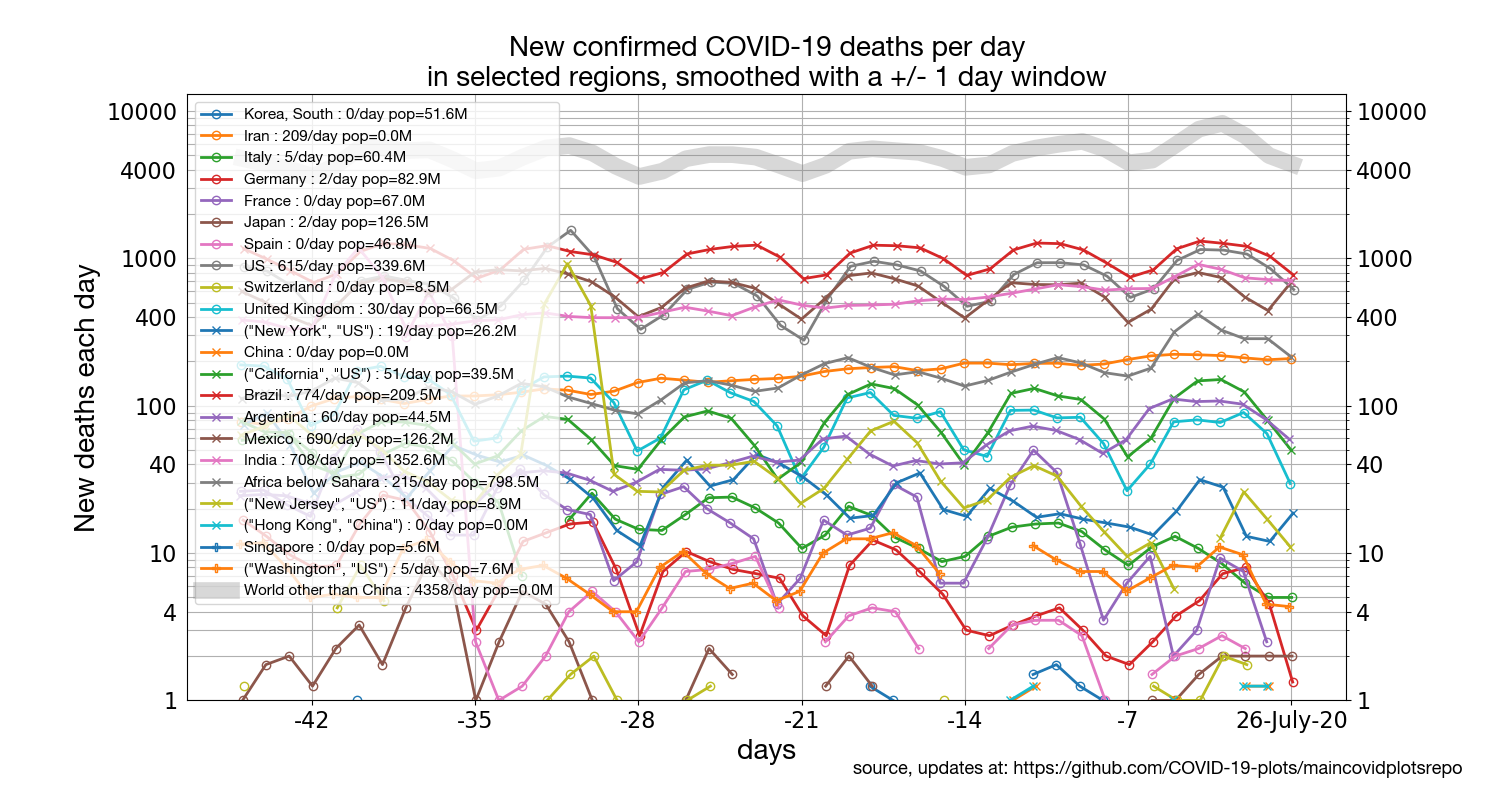 New confirmed COVID-19 deaths per day
in selected regions, smoothed with a +/- 1 day window
New deaths each day
10000
4000
1000
400
100
40
10
4
1
Korea, South : 0/day pop=51.6M
Iran : 209/day pop=0.0M
Italy : 5/day pop=60.4M
Germany : 2/day pop=82.9M
France : 0/day pop=67.0M
Japan : 2/day pop=126.5M
Spain : 0/day pop=46.8M
US : 615/day pop=339.6M
Switzerland : 0/day pop=8.5M
United Kingdom : 30/day pop=66.5M
("New York", "US") : 19/day pop=26.2M
China : 0/day pop=0.0M
("California", "US") : 51/day pop=39.5M
Brazil : 774/day pop=209.5M
Argentina : 60/day pop=44.5M
Mexico : 690/day pop=126.2M
India : 708/day pop=1352.6M
Africa below Sahara : 215/day pop=798.5M
("New Jersey", "US") : 11/day pop=8.9M
("Hong Kong", "China") : 0/day pop=0.0M
Singapore : 0/day pop=5.6M
("Washington", "US") : 5/day pop=7.6M
World other than China : 4358/day pop=0.0M
10000
4000
1000
400
100
40
10
4
1
-42 -35 -28 -21 -14 -7 26-July-20
days
source, updates at: https://github.com/COVID-19-plots/maincovidplotsrepo